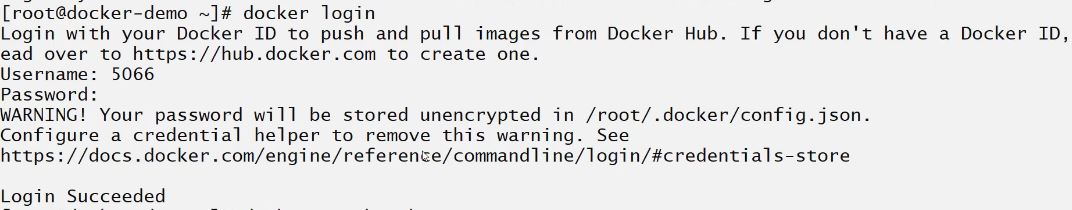 [root@docker-demo ~]# docker login
Login with your Docker ID to push and pull images from Docker Hub. If you don't have a Docker ID,
ead over to https://hub.docker.com to create one.
Username: 5066
Password:
WARNING! Your password will be stored unencrypted in /root/.docker/config.json.
Configure a credential helper to remove this warning. See
https://docs.docker.com/engine/reference/commandline/login/#credentials-store
Login Succeeded